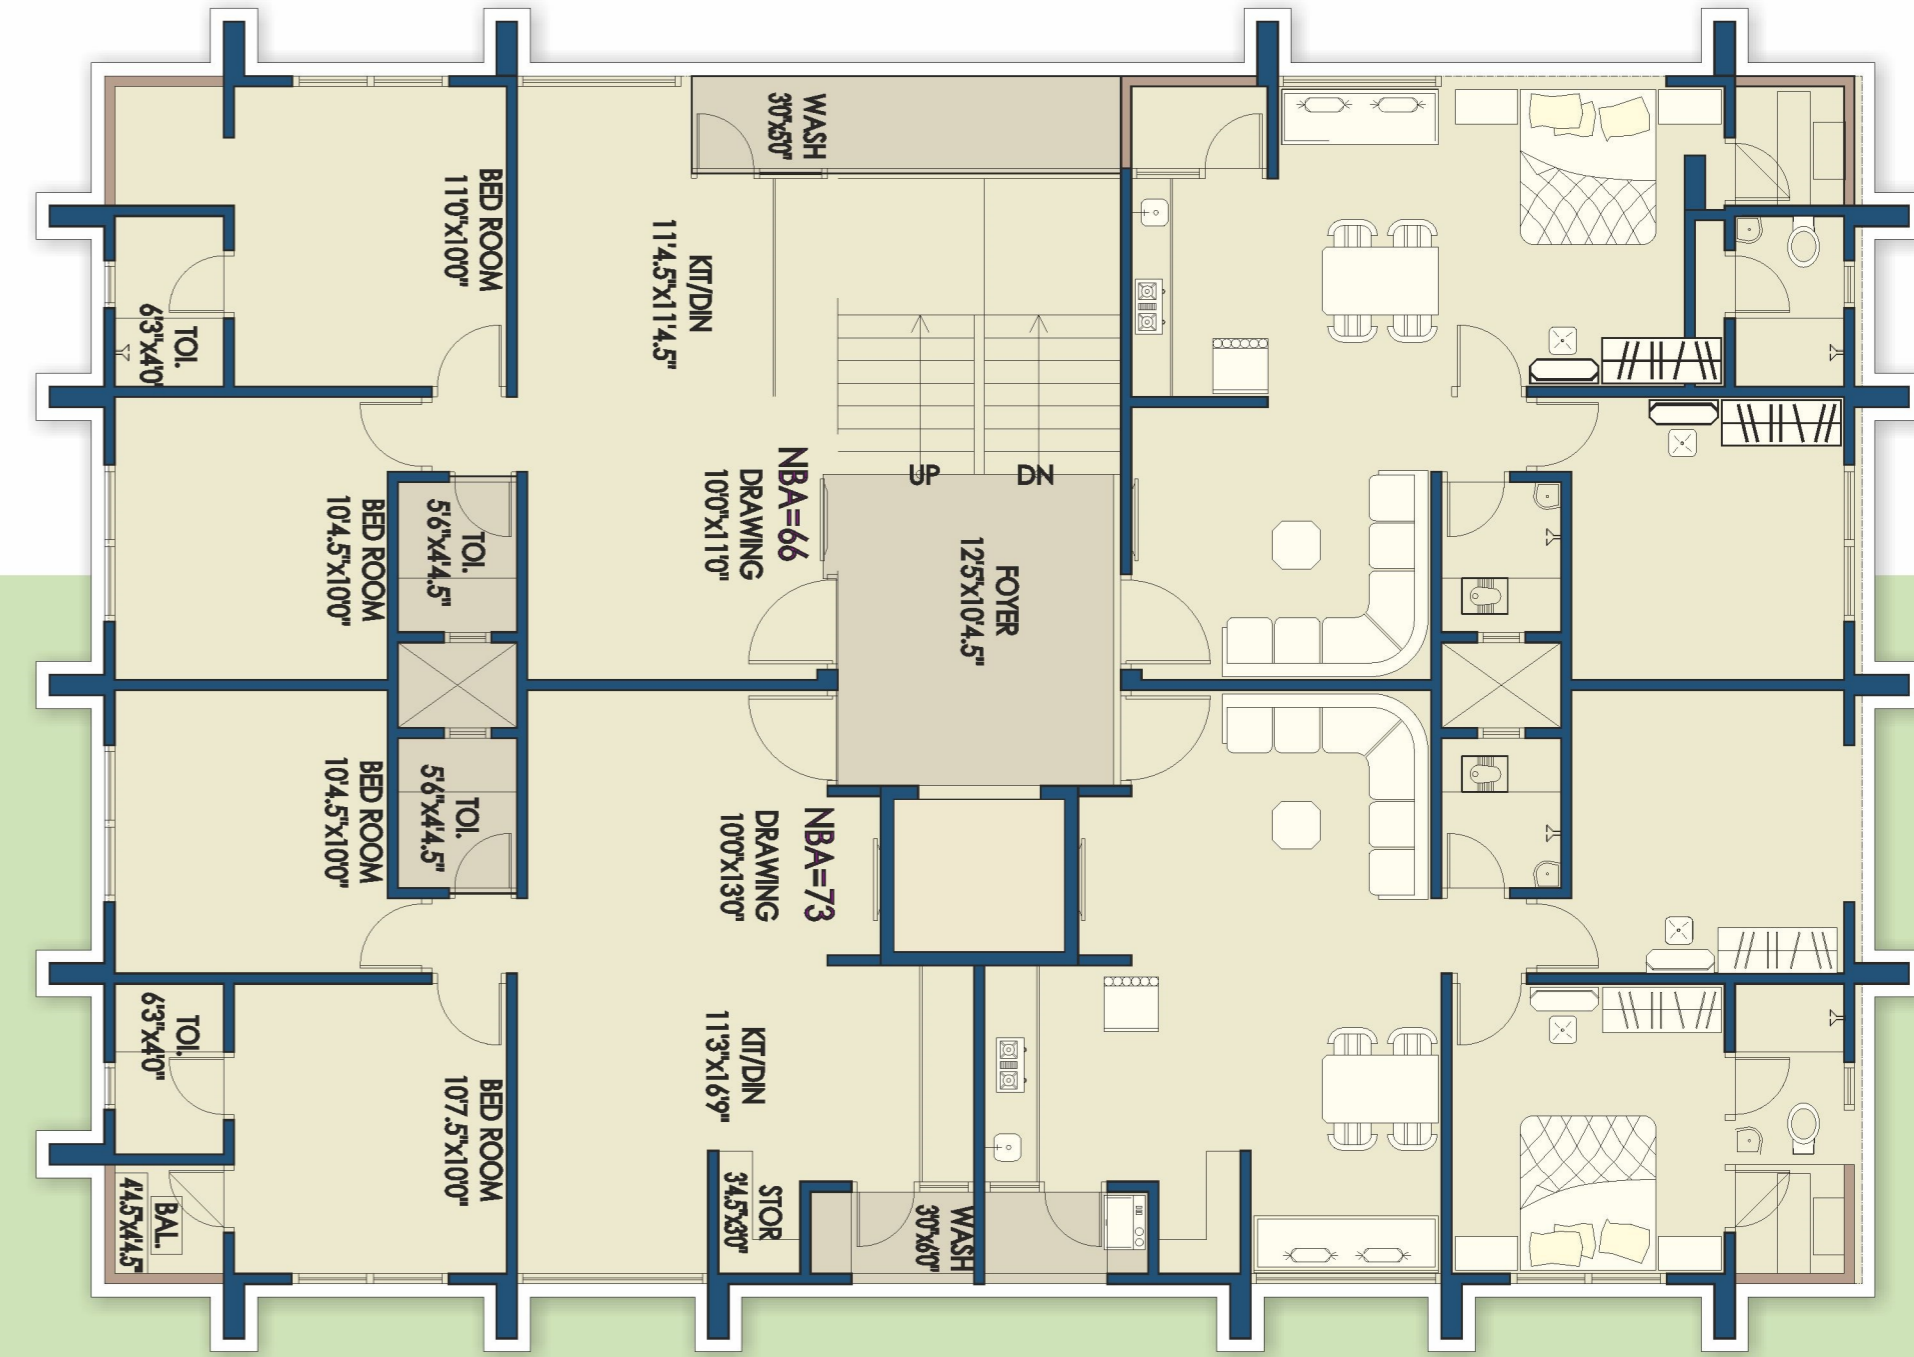 WASH
3'0"x5'0"
BED ROOM
11'0"x10'0"
KIT/DIN
11'4.5"x11'4.5"
TOI.
6'3"x4'0"
NBA=66
DRAWING
10'0"x11'0"
UP
DN
BED ROOM
10'4.5"x10'0"
TOI.
5'6"x4'4.5"
FOYER
12'5"x10'4.5"
BED ROOM
10'4.5"x10'0"
TOI.
5'6"x4'4.5"
NBA=73
DRAWING
10'0"x13'0"
TOI.
6'3"x4'0"
KIT/DIN
11'3"x16'9"
BED ROOM
10'7.5"x10'0"
BAL.
4'4.5"x4'4.5"
STOR
3'4.5"x3'0"
WASH
3'0"x6'0"